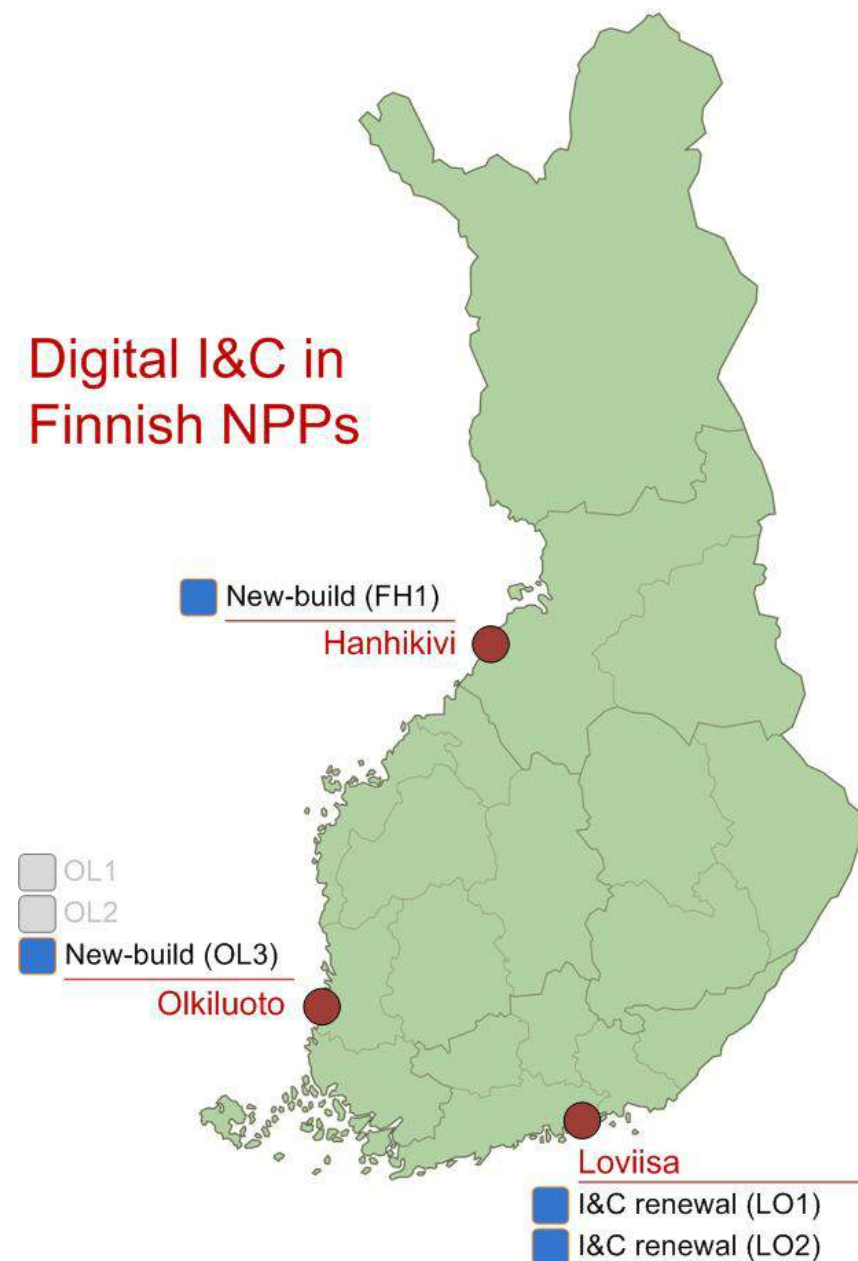 Digital I&C in
Finnish NPPs
New-build (FH1)
Hanhikivi
OL1
OL2
New-build (OL3)
Olkiluoto
Loviisa
I&C renewal (LO1)
I&C renewal (LO2)